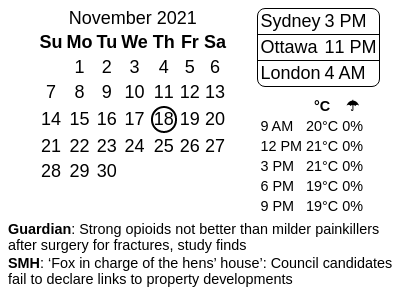 November 2021
Su Mo Tu We Th Fr Sa
1 2 3 4 5 6
7 8 9 10 11 12 13
14 15 16 17 18 19 20
21 22 23 24 25 26 27
28 29 30
Sydney 3 PM
Ottawa 11 PM
London 4 AM
°C ☂
9 AM 20°C 0%
12 PM 21°C 0%
3 PM 21°C 0%
6 PM 19°C 0%
9 PM 19°C 0%
Guardian: Strong opioids not better than milder painkillers
after surgery for fractures, study finds
SMH: ‘Fox in charge of the hens’ house’: Council candidates
fail to declare links to property developments